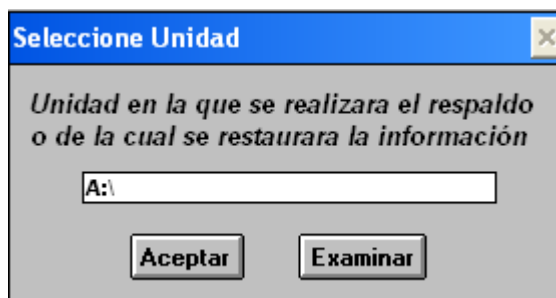 Seleccione Unidad
Unidad en la que se realizara el respaldo
o de la cual se restaurara la información
A:\
Aceptar
Examinar